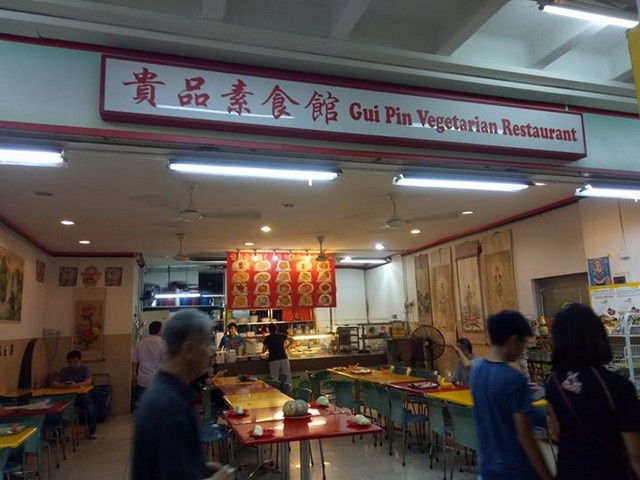 貴品素食館 Gui Pin Vegetarian Restaurant